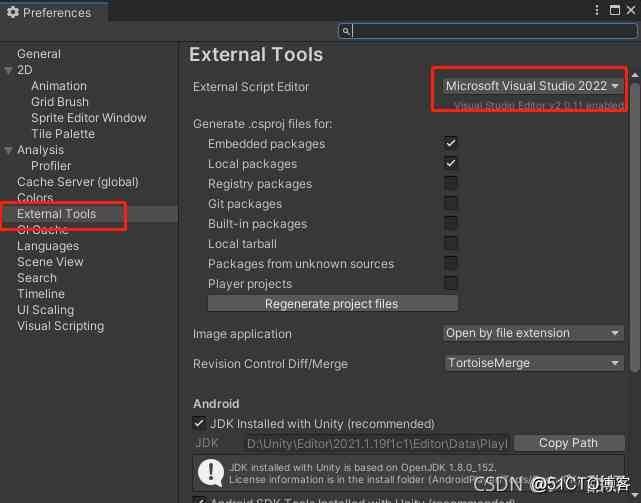 Preferences
General
2D
Animation
Grid Brush
Sprite Editor Window
Tile Palette
Analysis
Profiler
Cache Server (global)
Colors
External Tools
GI Cache
Languages
Scene View
Search
Timeline
UI Scaling
Visual Scripting
External Tools
External Script Editor
Microsoft Visual Studio 2022
Visual Studio Editor v2.0.11 enabled
Generate .csproj files for:
Embedded packages
Local packages
Registry packages
Git packages
Built-in packages
Local tarball
Packages from unknown sources
Player projects
Regenerate project files
Image application
Open by file extension
Revision Control Diff/Merge
TortoiseMerge
Android
JDK Installed with Unity (recommended)
JDK
D:\Unity\Editor\2021.1.19f1c1\Editor\Data\Playl
Copy Path
JDK installed with Unity is based on OpenJDK 1.8.0_152.
License information is in the install folder (AndroidPlayer/Tools/
Android SDK Tools Installed with Unity (recommended)
CSDN @51CTO博客